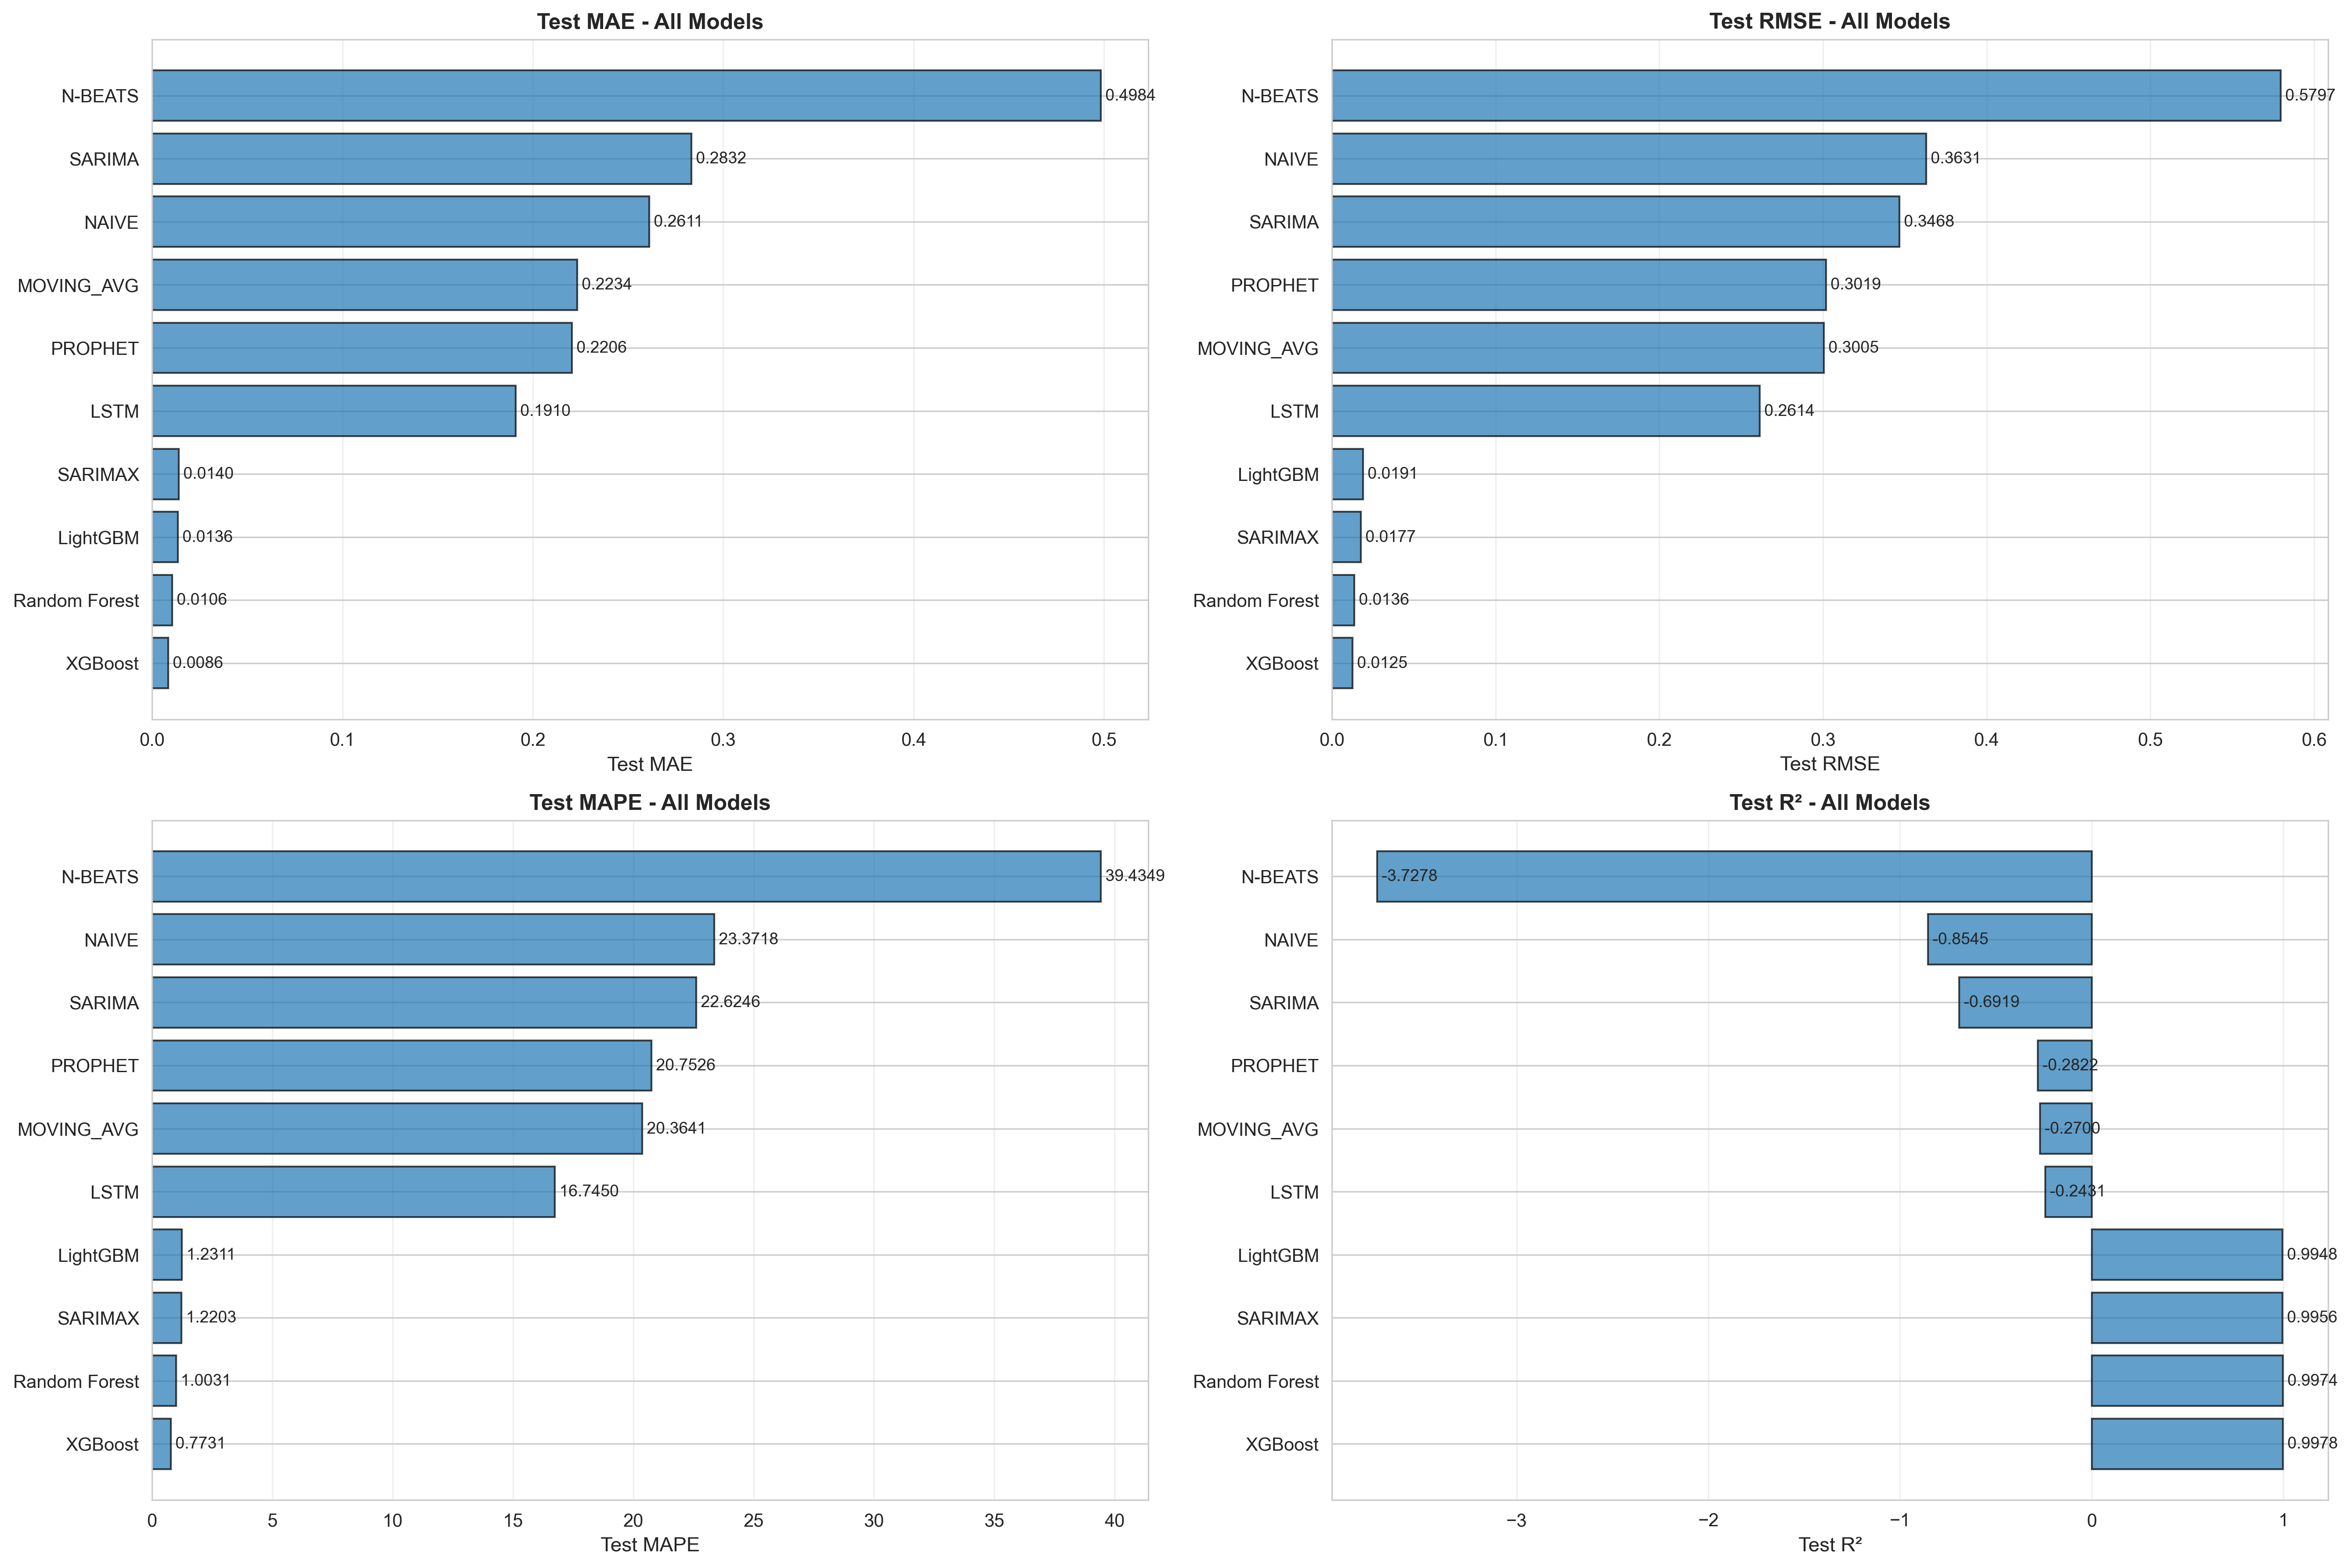 Test MAE - All Models
N-BEATS 0.4984
SARIMA 0.2832
NAIVE 0.2611
MOVING_AVG 0.2234
PROPHET 0.2206
LSTM 0.1910
SARIMAX 0.0140
LightGBM 0.0136
Random Forest 0.0106
XGBoost 0.0086
0.0 0.1 0.2 0.3 0.4 0.5
Test MAE
Test RMSE - All Models
N-BEATS 0.5797
NAIVE 0.3631
SARIMA 0.3468
PROPHET 0.3019
MOVING_AVG 0.3005
LSTM 0.2614
LightGBM 0.0191
SARIMAX 0.0177
Random Forest 0.0136
XGBoost 0.0125
0.0 0.1 0.2 0.3 0.4 0.5 0.6
Test RMSE
Test MAPE - All Models
N-BEATS 39.4349
NAIVE 23.3718
SARIMA 22.6246
PROPHET 20.7526
MOVING_AVG 20.3641
LSTM 16.7450
LightGBM 1.2311
SARIMAX 1.2203
Random Forest 1.0031
XGBoost 0.7731
0 5 10 15 20 25 30 35 40
Test MAPE
Test R² - All Models
N-BEATS -3.7278
NAIVE -0.8545
SARIMA -0.6919
PROPHET -0.2822
MOVING_AVG -0.2700
LSTM -0.2431
LightGBM 0.9948
SARIMAX 0.9956
Random Forest 0.9974
XGBoost 0.9978
−3 −2 −1 0 1
Test R²